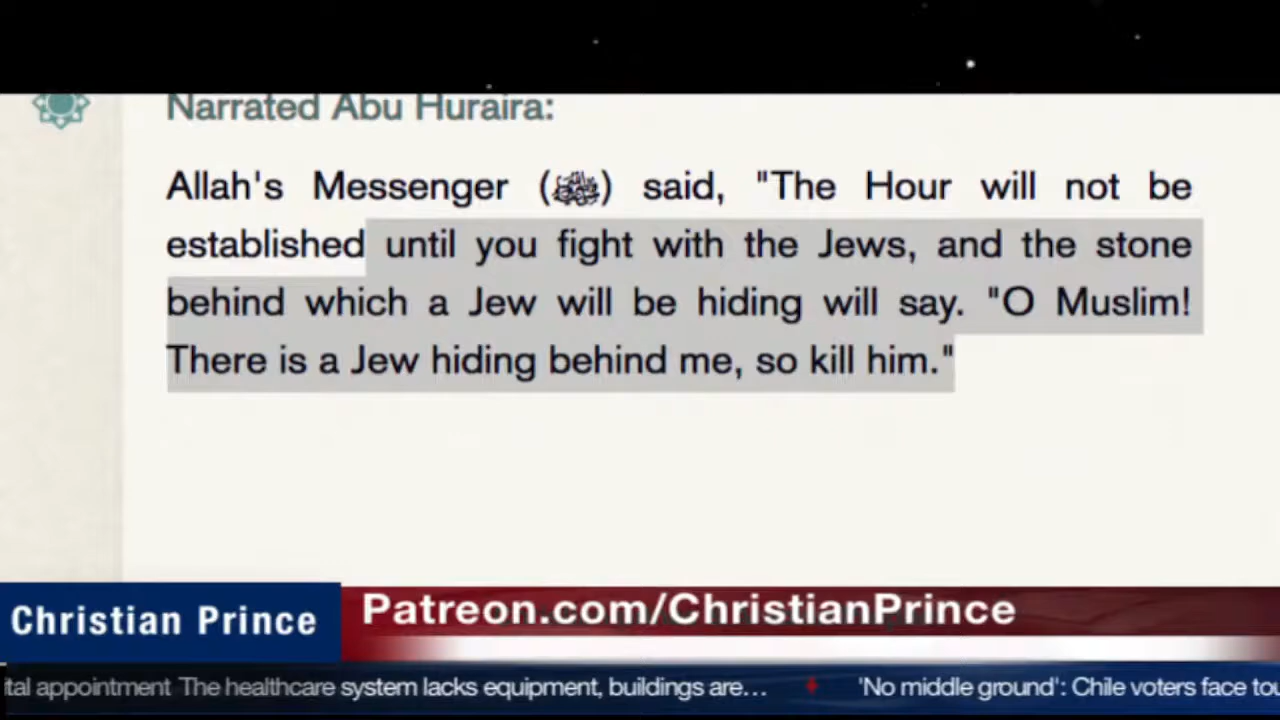 Narrated Abu Huraira:
Allah's Messenger (ﷺ) said, "The Hour will not be
established until you fight with the Jews, and the stone
behind which a Jew will be hiding will say. "O Muslim!
There is a Jew hiding behind me, so kill him."
Christian Prince
Patreon.com/ChristianPrince
ital appointment The healthcare system lacks equipment, buildings are... 'No middle ground': Chile voters face tou